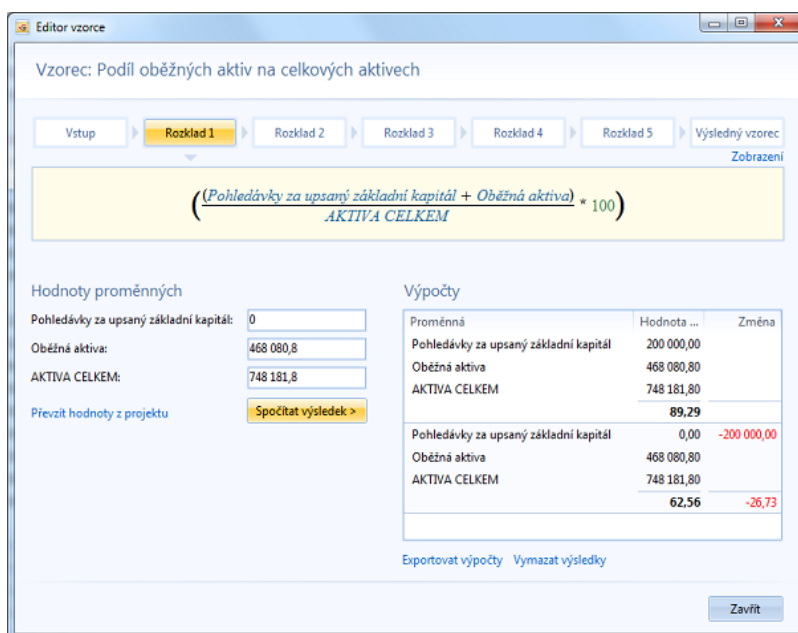 Editor vzorce
Vzorec: Podíl oběžných aktiv na celkových aktivech
Vstup Rozklad 1 Rozklad 2 Rozklad 3 Rozklad 4 Rozklad 5 Výsledný vzorec
Zobrazení
((Pohledávky za upsaný základní kapitál + Oběžná aktiva)
AKTIVA CELKEM * 100)
Hodnoty proměnných
Pohledávky za upsaný základní kapitál: 0
Oběžná aktiva: 468 080,8
AKTIVA CELKEM: 748 181,8
Převzít hodnoty z projektu Spočítat výsledek >
Výpočty
Proměnná Hodnota ... Změna
Pohledávky za upsaný základní kapitál 200 000,00
Oběžná aktiva 468 080,80
AKTIVA CELKEM 748 181,80
89,29
Pohledávky za upsaný základní kapitál 0,00 -200 000,00
Oběžná aktiva 468 080,80
AKTIVA CELKEM 748 181,80
62,56 -26,73
Exportovat výpočty Vymazat výsledky
Zavřít